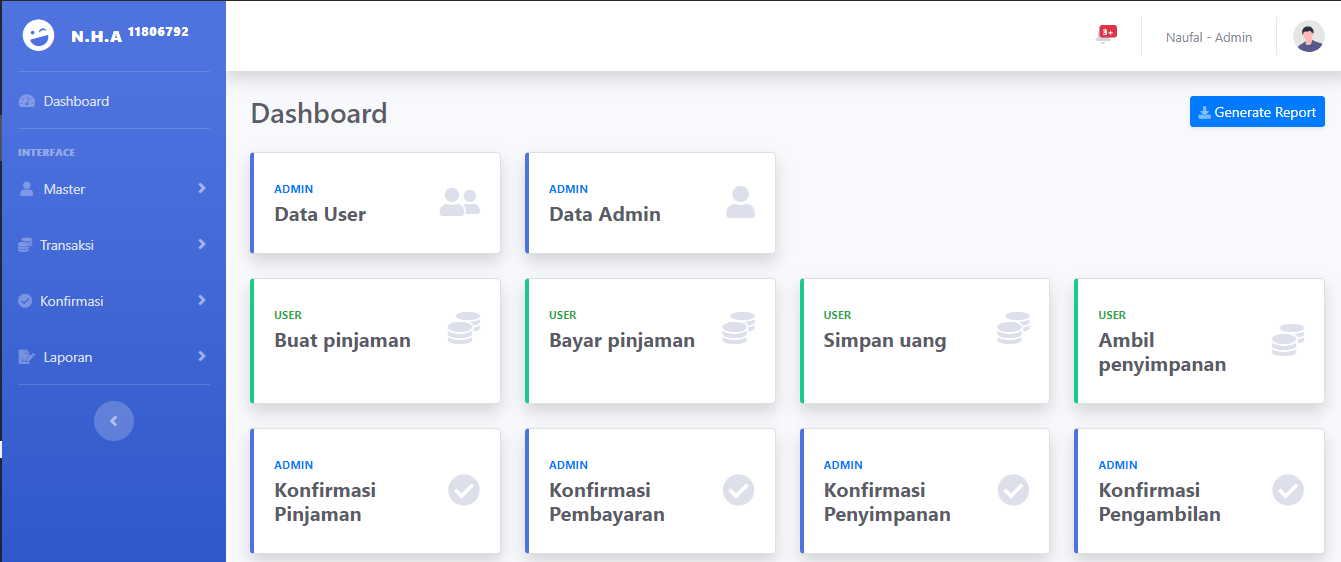 N.H.A 11806792
3+
Naufal - Admin
Dashboard
INTERFACE
Master
Transaksi
Konfirmasi
Laporan
Dashboard
Generate Report
ADMIN
Data User
ADMIN
Data Admin
USER
Buat pinjaman
USER
Bayar pinjaman
USER
Simpan uang
USER
Ambil
penyimpanan
ADMIN
Konfirmasi
Pinjaman
ADMIN
Konfirmasi
Pembayaran
ADMIN
Konfirmasi
Penyimpanan
ADMIN
Konfirmasi
Pengambilan